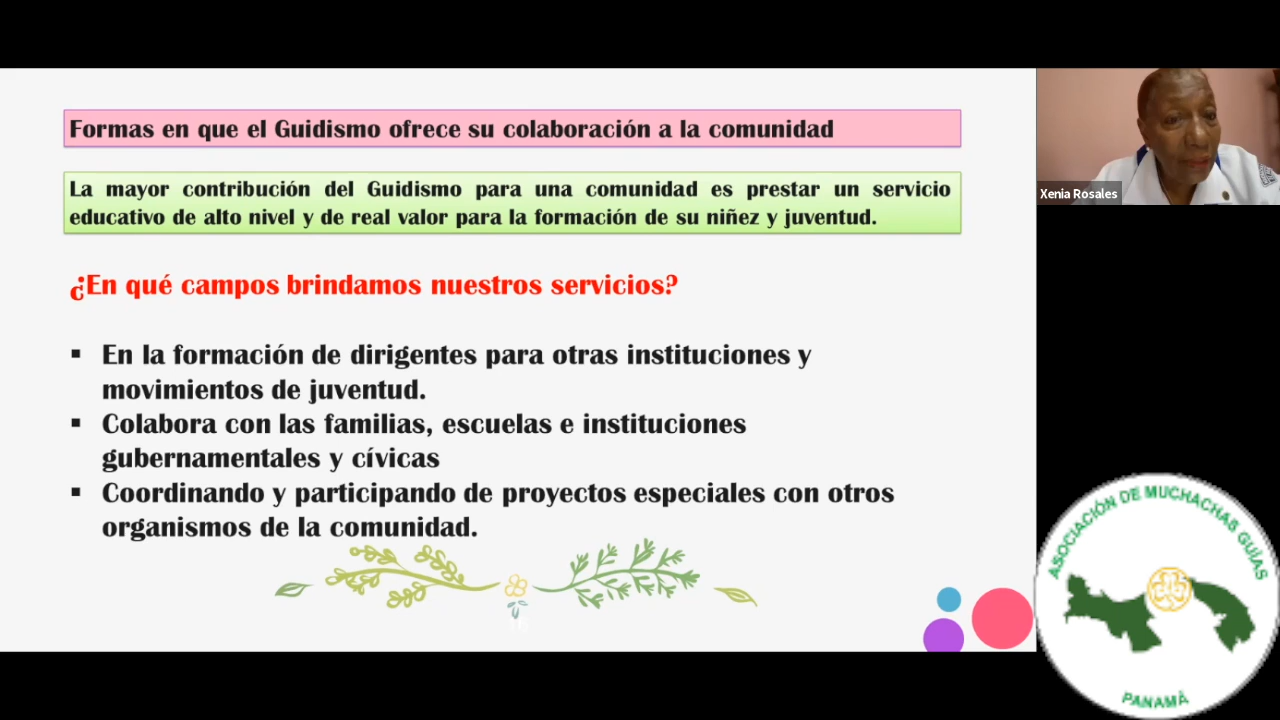 Formas en que el Guidismo ofrece su colaboración a la comunidad
La mayor contribución del Guidismo para una comunidad es prestar un servicio
educativo de alto nivel y de real valor para la formación de su niñez y juventud.
¿En qué campos brindamos nuestros servicios?
▪ En la formación de dirigentes para otras instituciones y
movimientos de juventud.
▪ Colabora con las familias, escuelas e instituciones
gubernamentales y cívicas
▪ Coordinando y participando de proyectos especiales con otros
organismos de la comunidad.
Xenia Rosales
ASOCIACIÓN DE MUCHACHAS GUÍAS
PANAMÁ